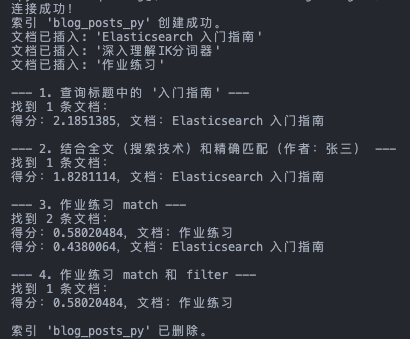 连接成功!
索引 'blog_posts_py' 创建成功。
文档已插入: 'Elasticsearch 入门指南'
文档已插入: '深入理解IK分词器'
文档已插入: '作业练习'
--- 1. 查询标题中的 '入门指南' ---
找到 1 条文档:
得分: 2.1851385, 文档: Elasticsearch 入门指南
--- 2. 结合全文（搜索技术）和精确匹配（作者: 张三） ---
找到 1 条文档:
得分: 1.8281114, 文档: Elasticsearch 入门指南
--- 3. 作业练习 match ---
找到 2 条文档:
得分: 0.58020484, 文档: 作业练习
得分: 0.4380064, 文档: Elasticsearch 入门指南
--- 4. 作业练习 match 和 filter ---
找到 1 条文档:
得分: 0.58020484, 文档: 作业练习
索引 'blog_posts_py' 已删除。